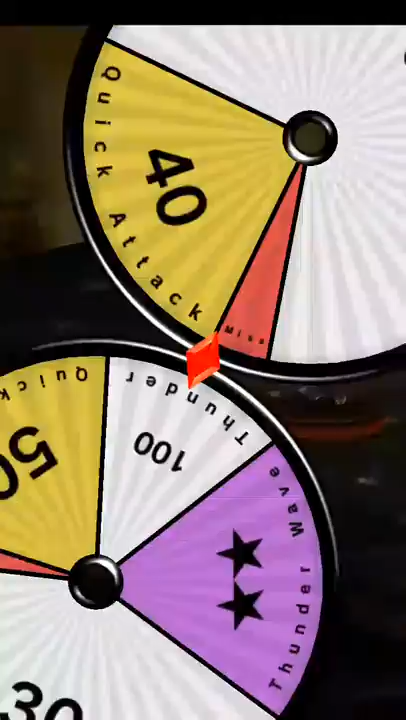 Quick Attack
40
Miss
Quick
50
Thunder
100
Thunder Wave
★★
30